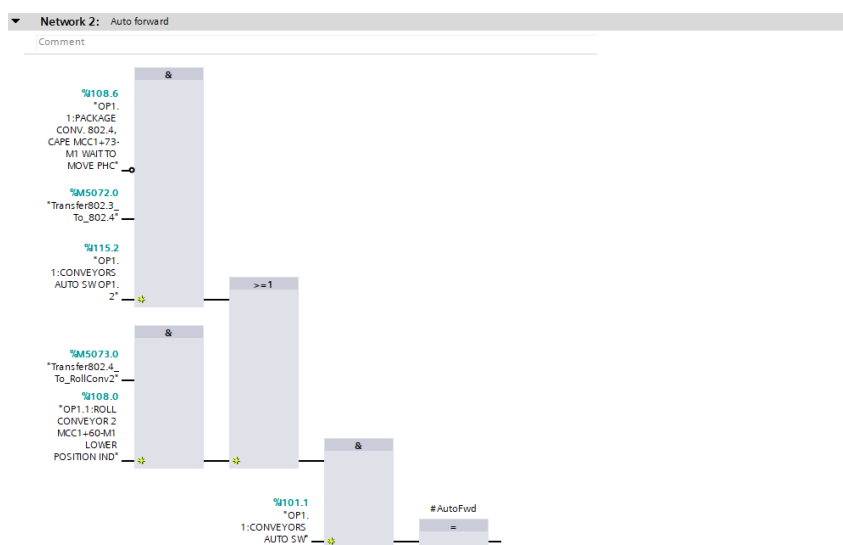 Network 2: Auto forward
Comment
&
%I108.6
"OP1.
1:PACKAGE
CONV. 802.4,
CAPE MCC1+73-
M1 WAIT TO
MOVE PHC"
%M5072.0
"Transfer802.3_
To_802.4"
%I115.2
"OP1.
1:CONVEYORS
AUTO SW OP1.
2"
>=1
&
%M5073.0
"Transfer802.4_
To_RollConv2"
%I108.0
"OP1.1:ROLL
CONVEYOR 2
MCC1+60-M1
LOWER
POSITION IND"
&
%I101.1
"OP1.
1:CONVEYORS
AUTO SW"
#AutoFwd
=